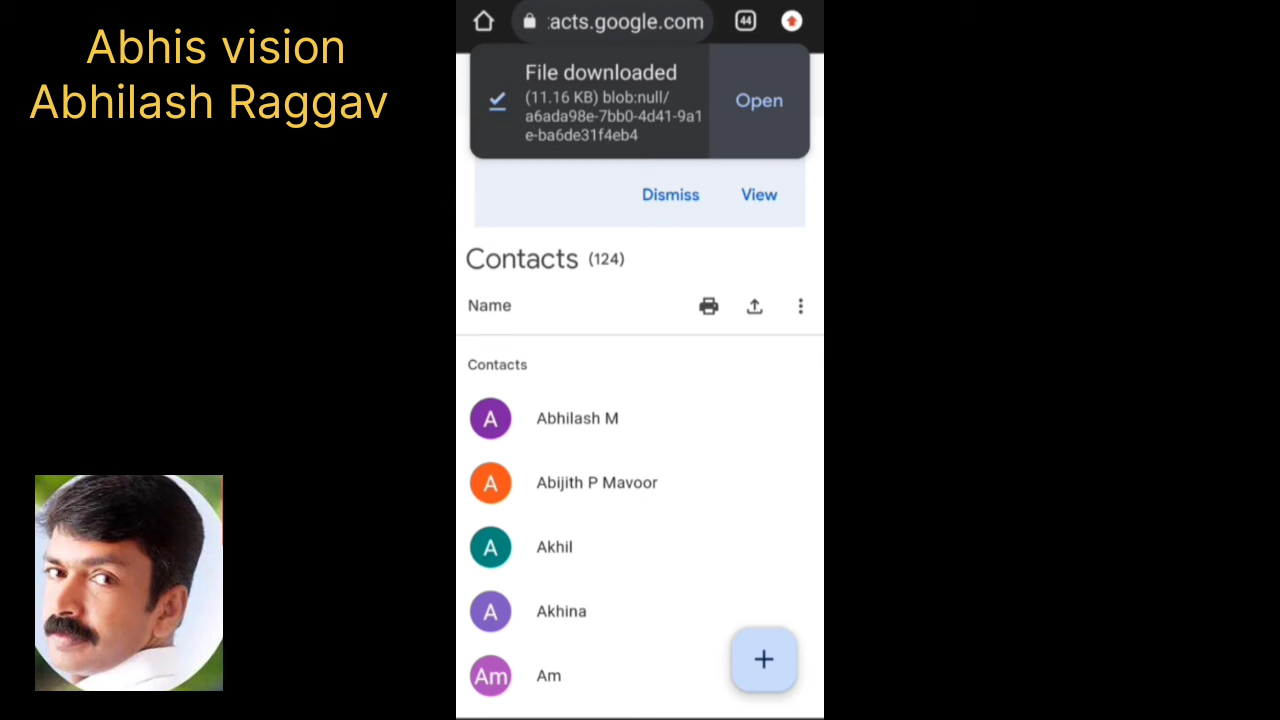 Abhis vision
Abhilash Raggav
:acts.google.com
44
File downloaded
(11.16 KB) blob:null/
a6ada98e-7bb0-4d41-9a1
e-ba6de31f4eb4
Open
Dismiss
View
Contacts (124)
Name
Contacts
A
Abhilash M
A
Abijith P Mavoor
A
Akhil
A
Akhina
Am
Am